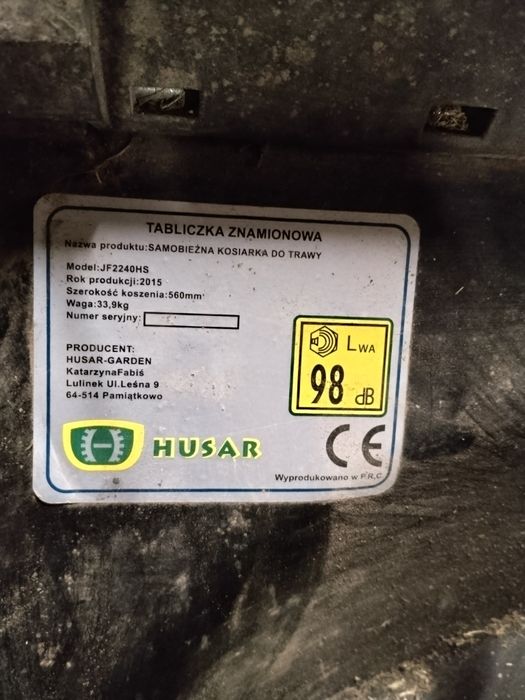 TABLICZKA ZNAMIONOWA
Nazwa produktu:SAMOBIEŻNA KOSIARKA DO TRAWY
Model:JF2240HS
Rok produkcji:2015
Szerokość koszenia:560mm
Waga:33,9kg
Numer seryjny:
PRODUCENT:
HUSAR-GARDEN
KatarzynaFabiś
Lulinek Ul.Leśna 9
64-514 Pamiątkowo
LWA
98 dB
HUSAR
CE
Wyprodukowano w P.R.C.